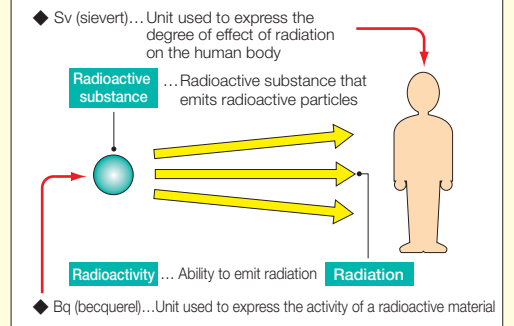 ◆ Sv (sievert)… Unit used to express the
degree of effect of radiation
on the human body
Radioactive
substance
…Radioactive substance that
emits radioactive particles
Radioactivity … Ability to emit radiation Radiation
◆ Bq (becquerel)…Unit used to express the activity of a radioactive material